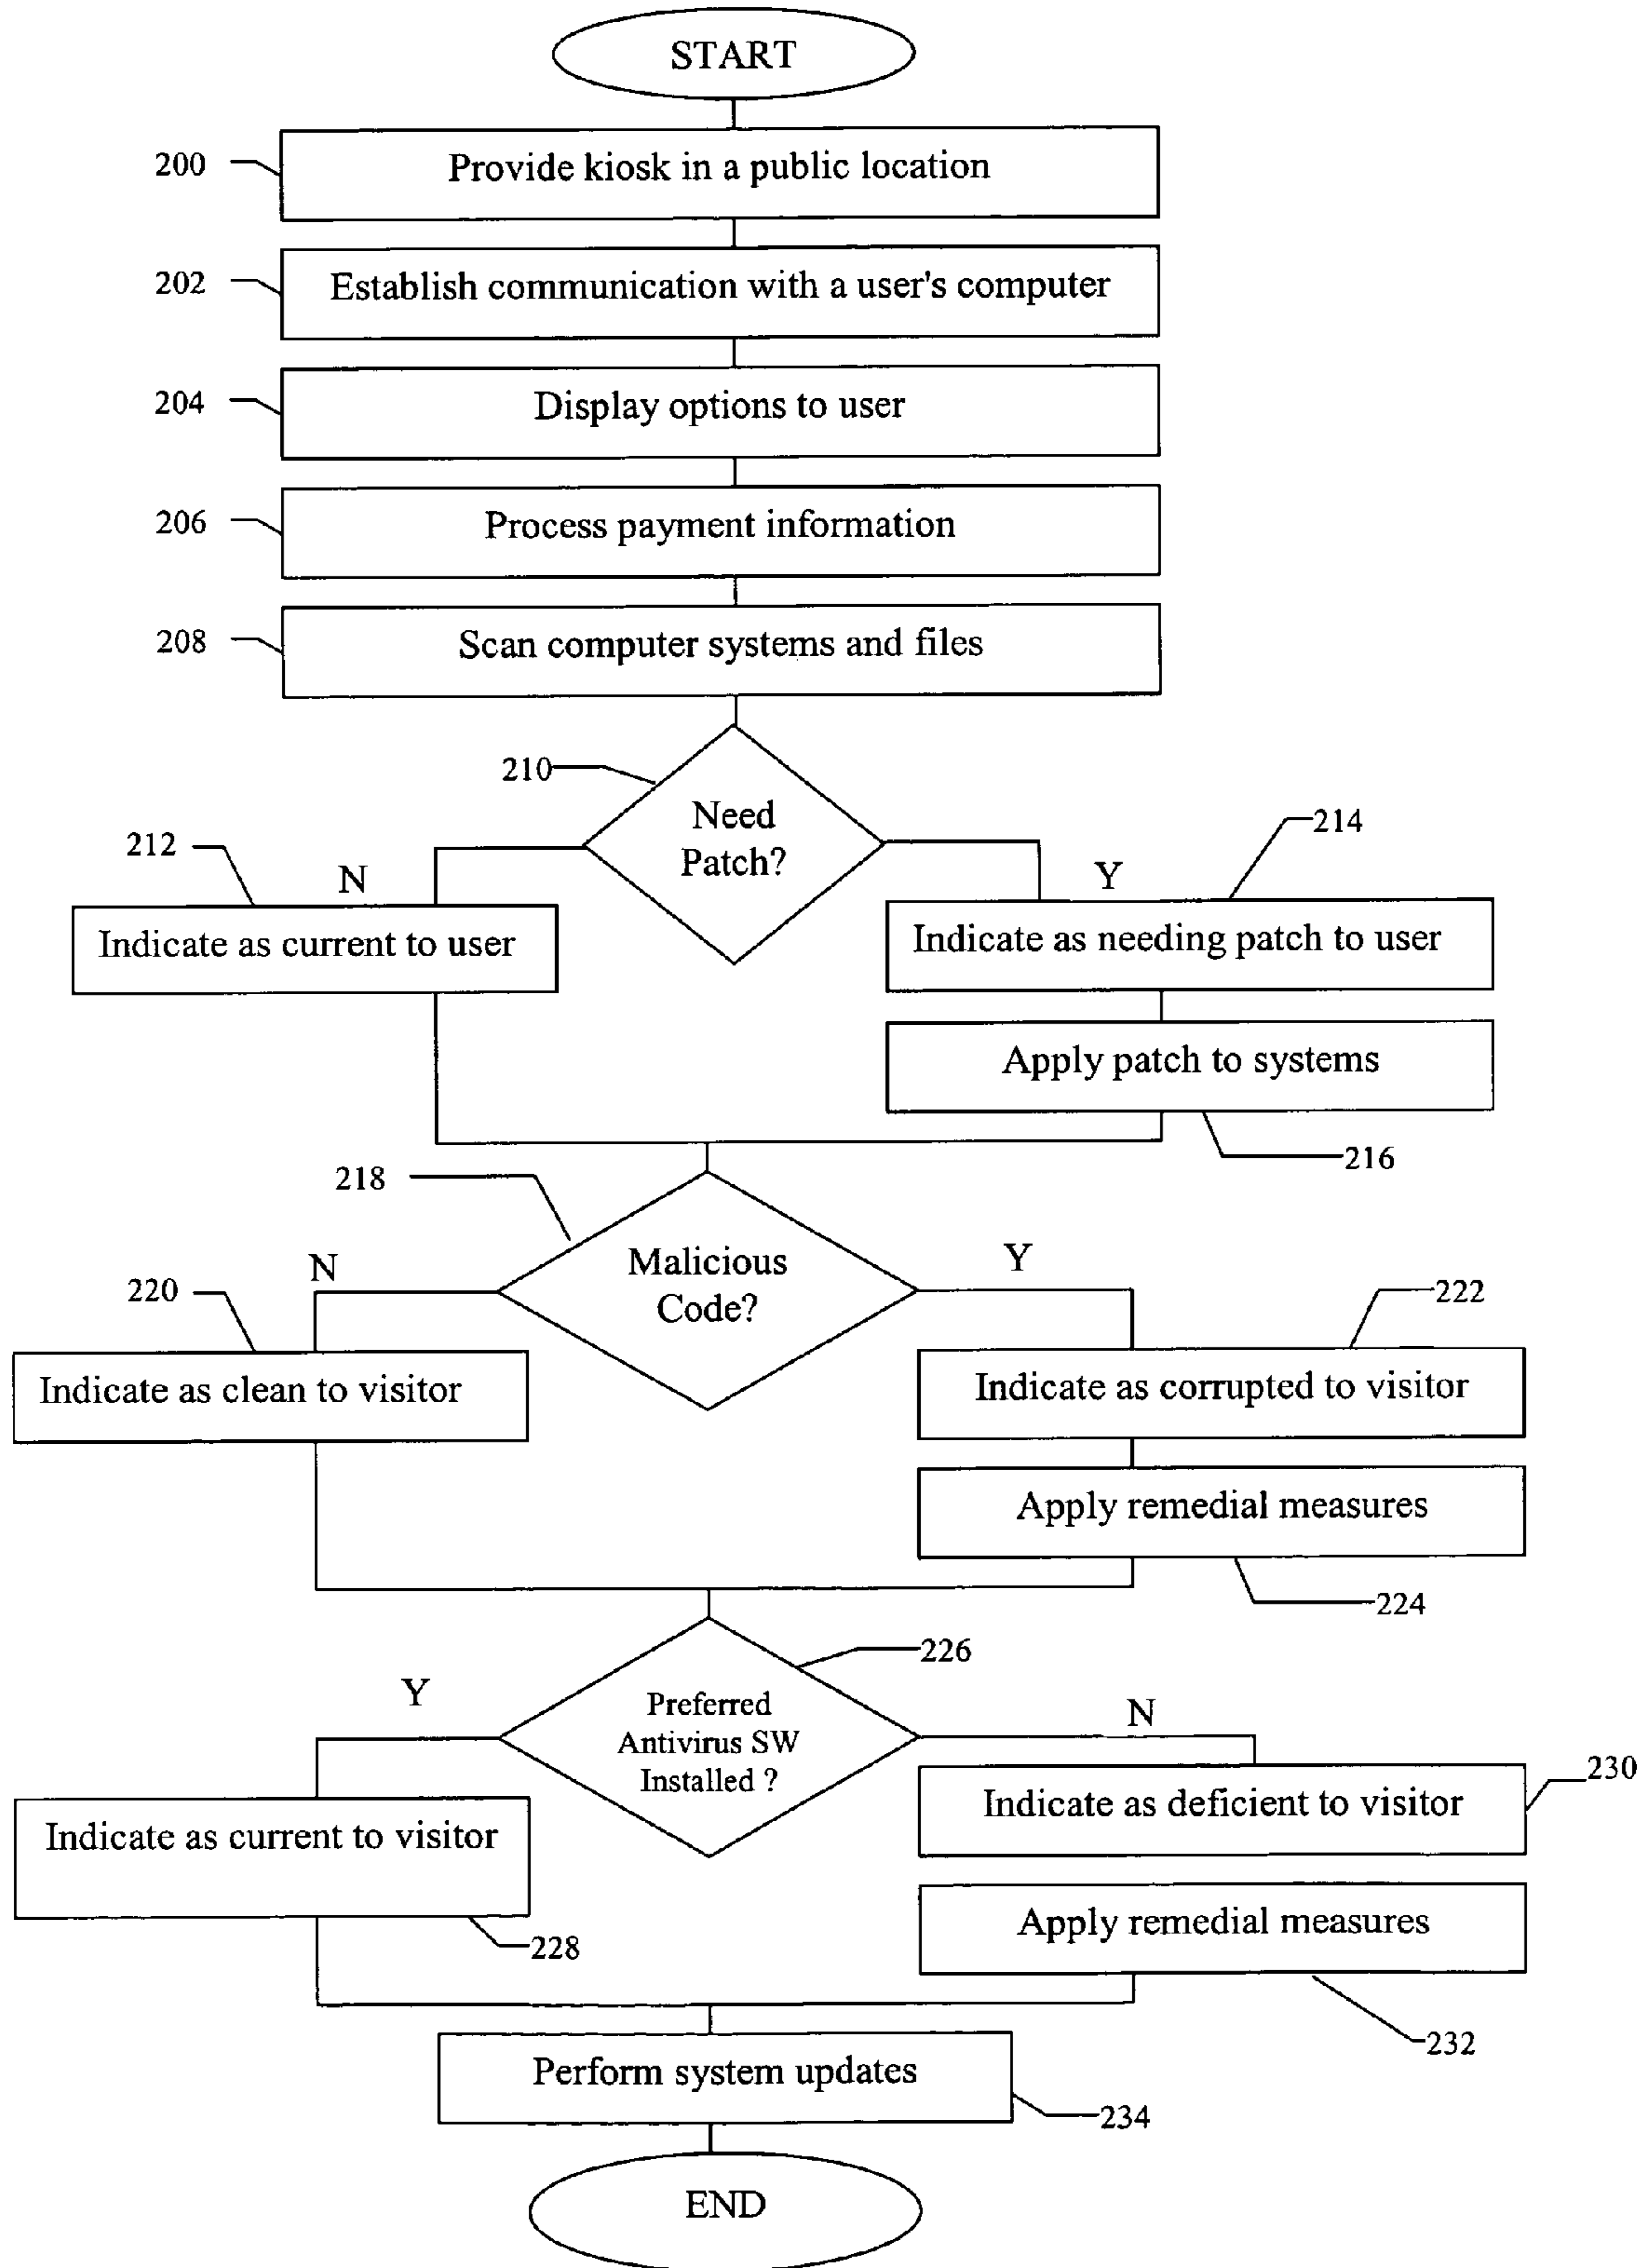 START
200
Provide kiosk in a public location
202
Establish communication with a user's computer
204
Display options to user
206
Process payment information
208
Scan computer systems and files
210
Need
Patch?
212
N
Y
214
Indicate as current to user
Indicate as needing patch to user
Apply patch to systems
216
218
Malicious
Code?
N
Y
220
222
Indicate as clean to visitor
Indicate as corrupted to visitor
Apply remedial measures
224
226
Preferred
Antivirus SW
Installed ?
Y
N
230
Indicate as current to visitor
Indicate as deficient to visitor
228
Apply remedial measures
232
Perform system updates
234
END